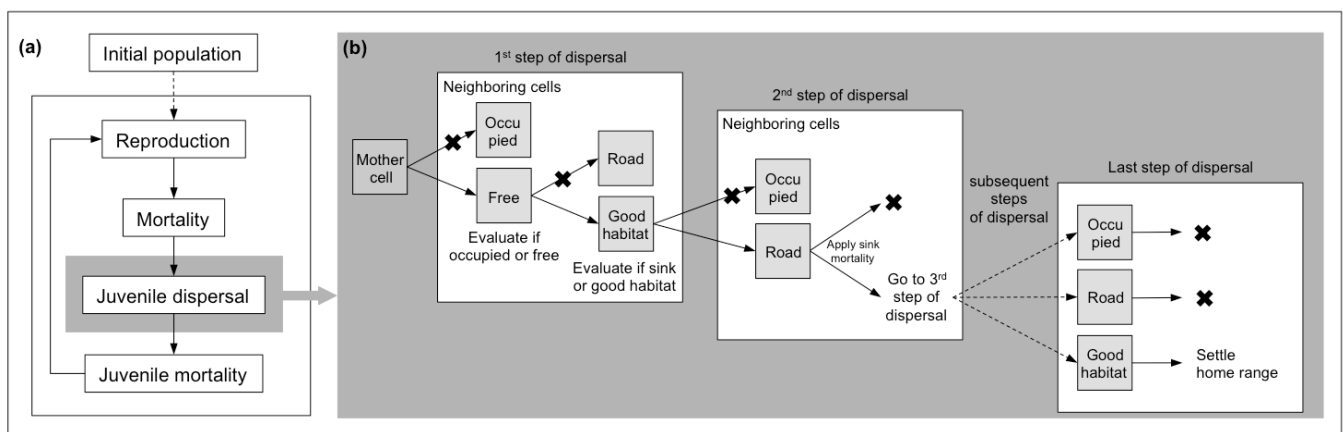 (a)
Initial population
Reproduction
Mortality
Juvenile dispersal
Juvenile mortality
(b)
1st step of dispersal
Neighboring cells
Mother
cell
Occu
pied
Free
Evaluate if
occupied or free
Road
Good
habitat
Evaluate if sink
or good habitat
2nd step of dispersal
Neighboring cells
Occu
pied
Road
Apply sink
mortality
Go to 3rd
step of
dispersal
subsequent
steps
of dispersal
Last step of dispersal
Occu
pied
Road
Good
habitat
Settle
home range